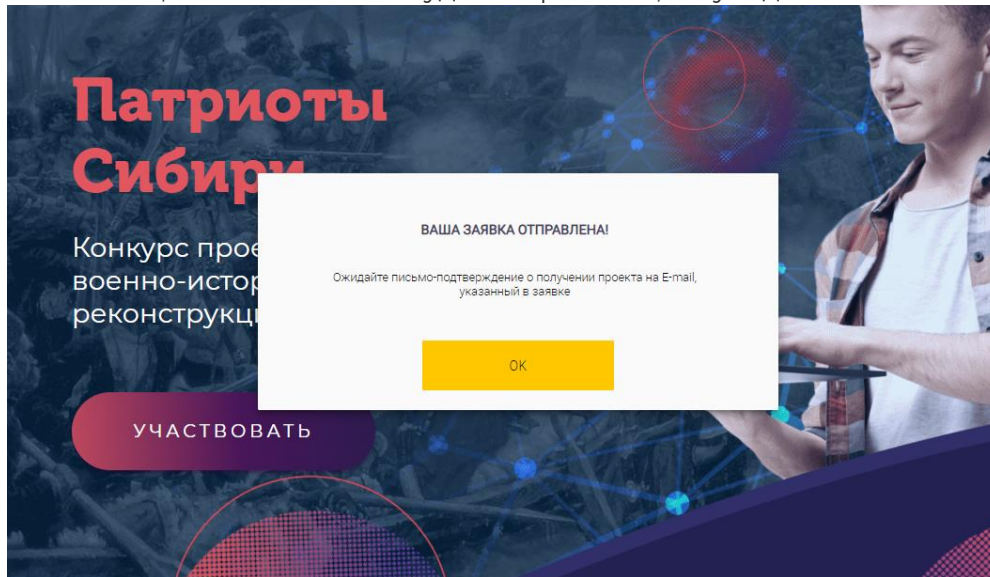 Патриоты
Сибири
Конкурс прое
военно-истор
реконструкци
ВАША ЗАЯВКА ОТПРАВЛЕНА!
Ожидайте письмо-подтверждение о получении проекта на E-mail,
указанный в заявке
OK
УЧАСТВОВАТЬ